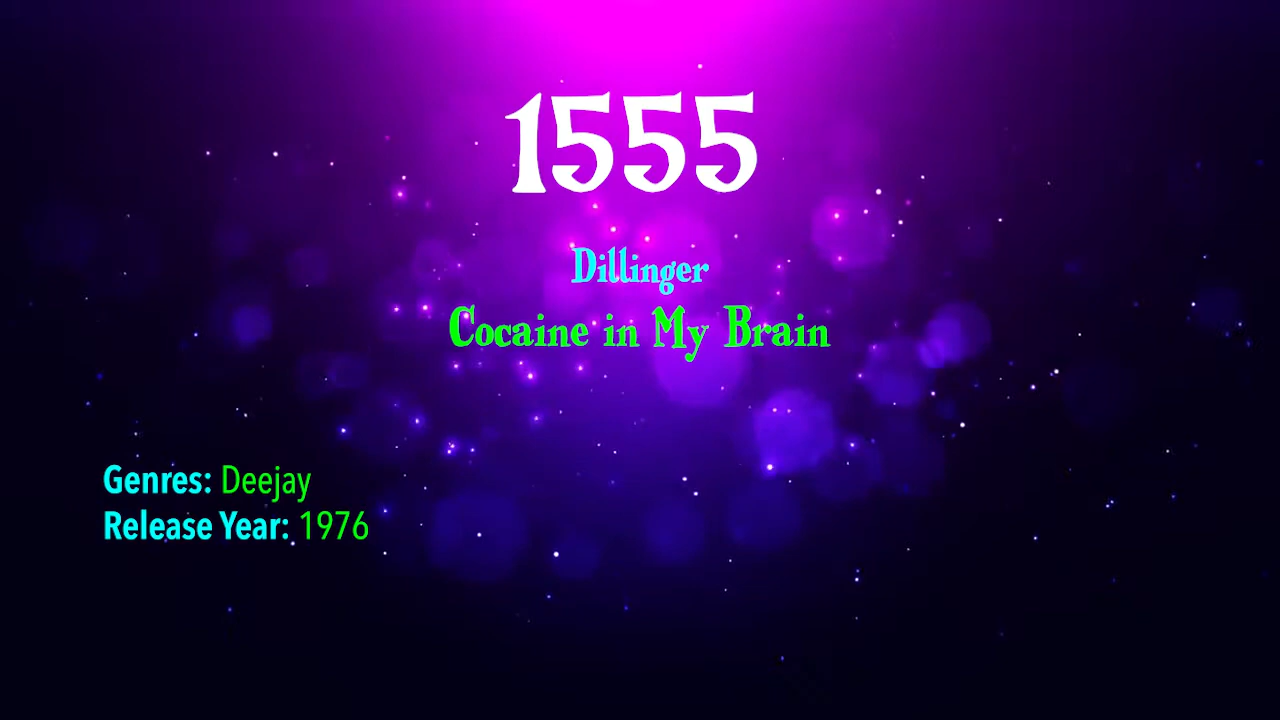 1555
Dillinger
Cocaine in My Brain
Genres: Deejay
Release Year: 1976